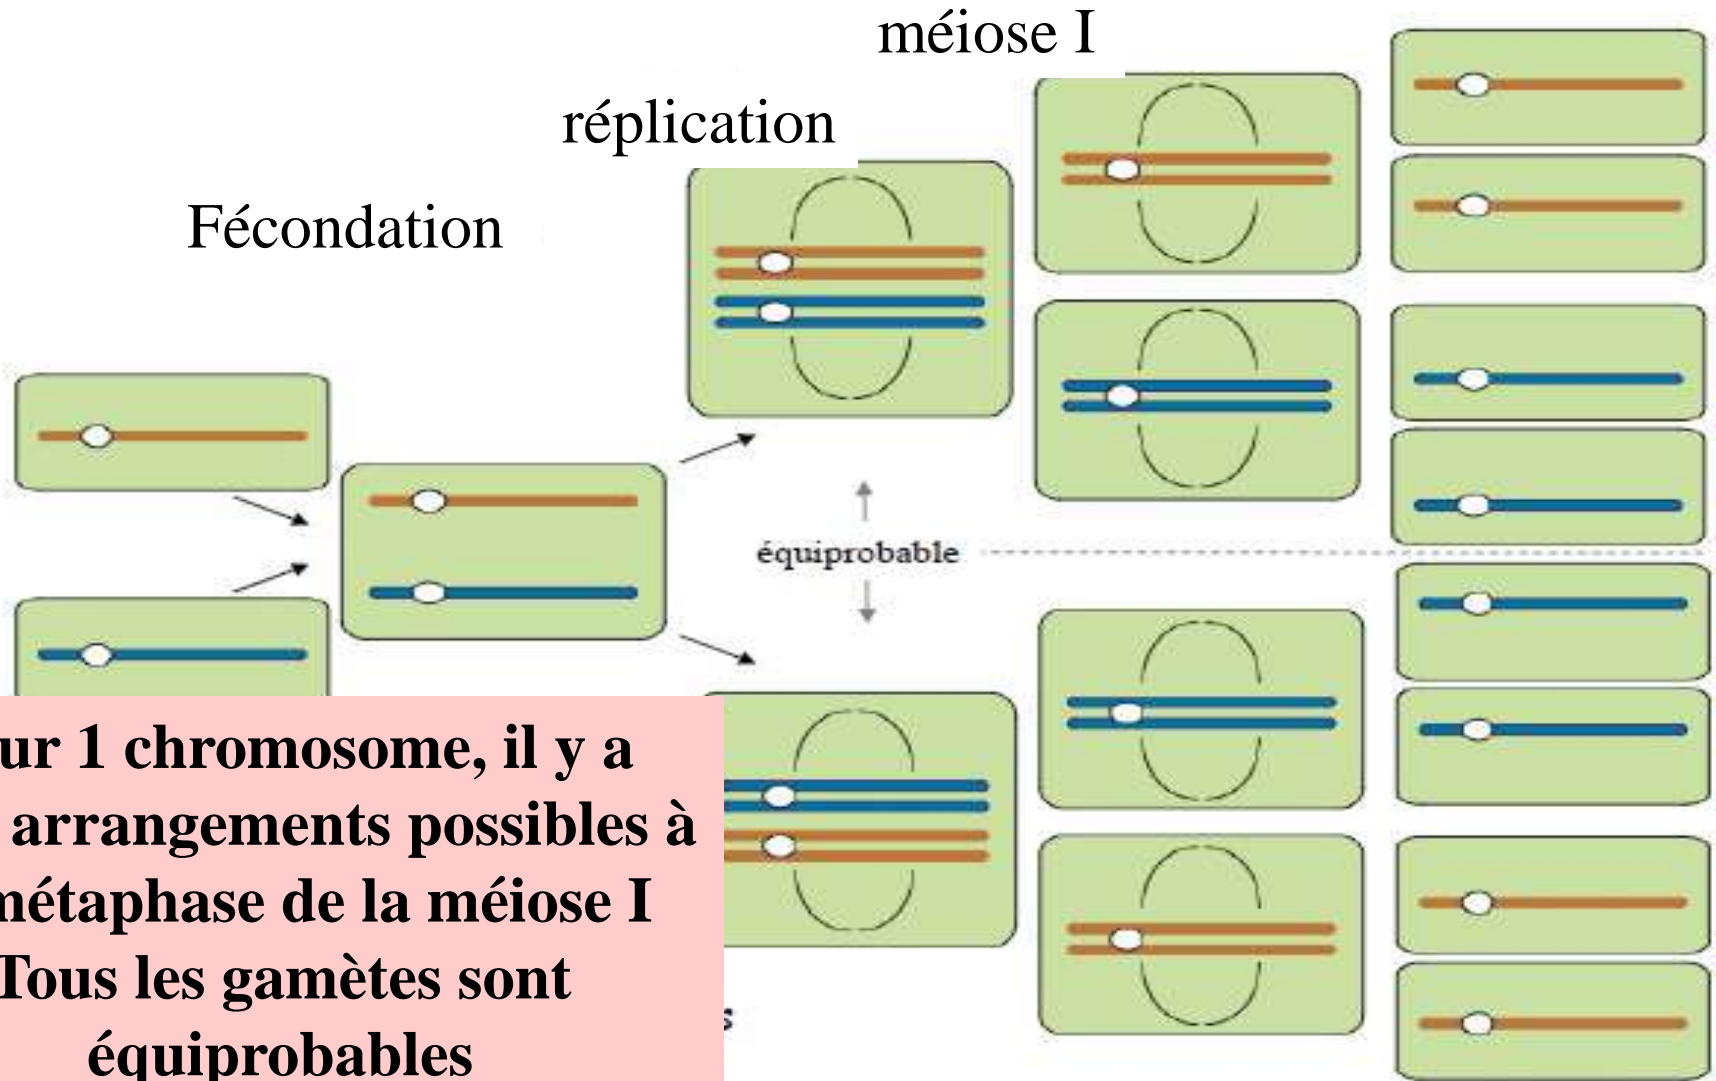 méiose I
réplication
Fécondation
équiprobable
ur 1 chromosome, il y a
arrangements possibles à
métaphase de la méiose I
Tous les gamètes sont
équiprobables
s